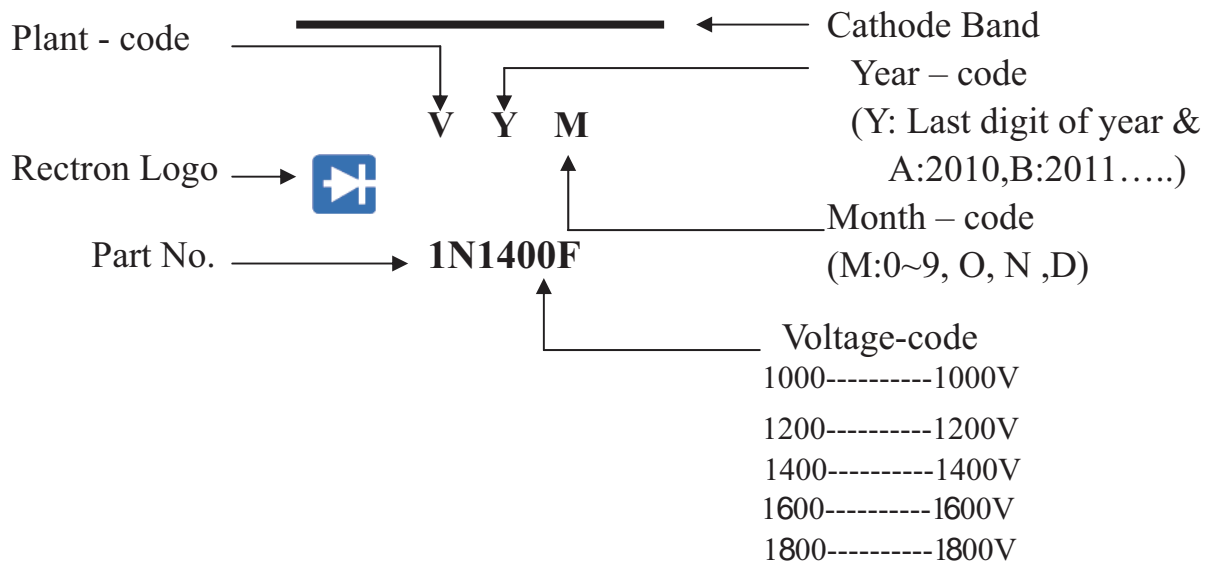 Cathode Band
Plant - code
Year – code
(Y: Last digit of year &
A:2010,B:2011…..)
V Y M
Rectron Logo
Month – code
(M:0~9, O, N ,D)
Part No.
1N1400F
Voltage-code
1000----------1000V
1200----------1200V
1400----------1400V
1600----------1600V
1800----------1800V